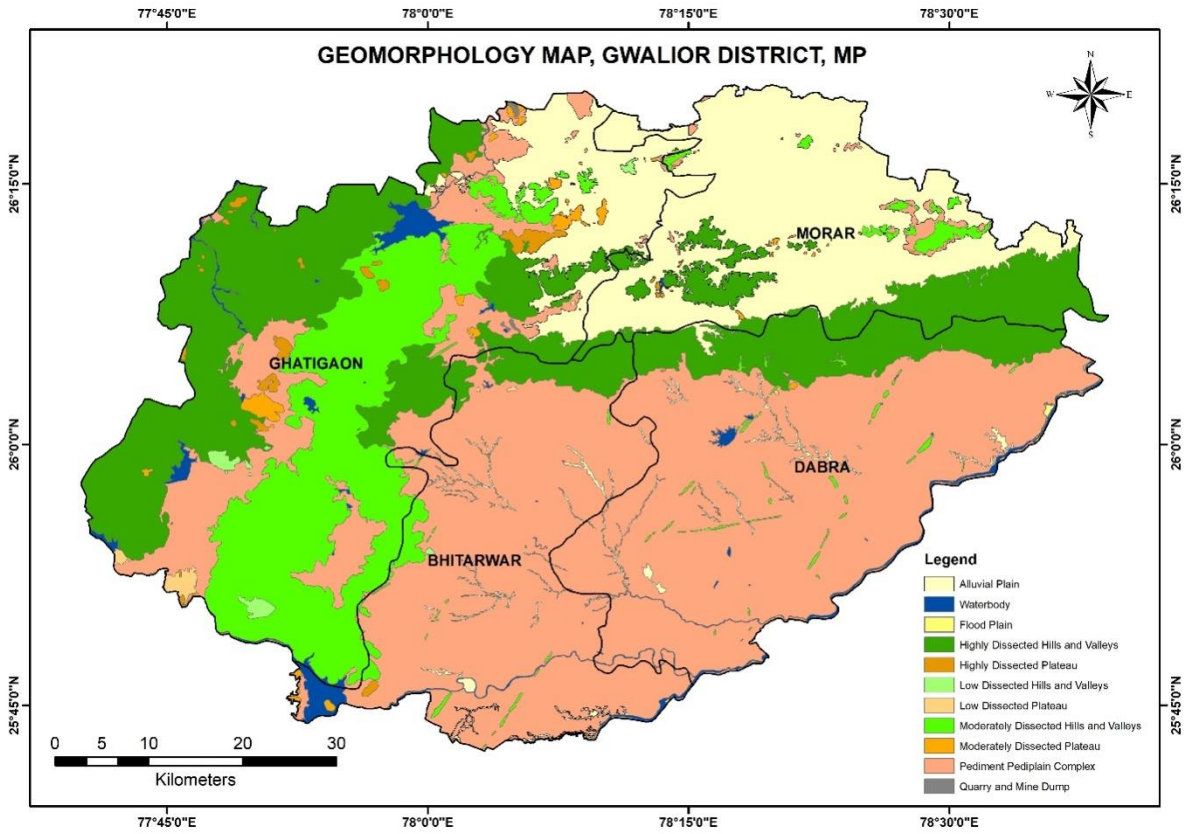 77°45'0"E 78°0'0"E 78°15'0"E 78°30'0"E
GEOMORPHOLOGY MAP, GWALIOR DISTRICT, MP
N
W E
S
26°15'0"N 26°15'0"N
MORAR
GHATIGAON
26°0'0"N 26°0'0"N
DABRA
BHITARWAR
Legend
Alluvial Plain
Waterbody
Flood Plain
Highly Dissected Hills and Valleys
Highly Dissected Plateau
Low Dissected Hills and Valleys
Low Dissected Plateau
Moderately Dissected Hills and Valleys
Moderately Dissected Plateau
Pediment Pediplain Complex
Quarry and Mine Dump
25°45'0"N 25°45'0"N
0 5 10 20 30
Kilometers
77°45'0"E 78°0'0"E 78°15'0"E 78°30'0"E